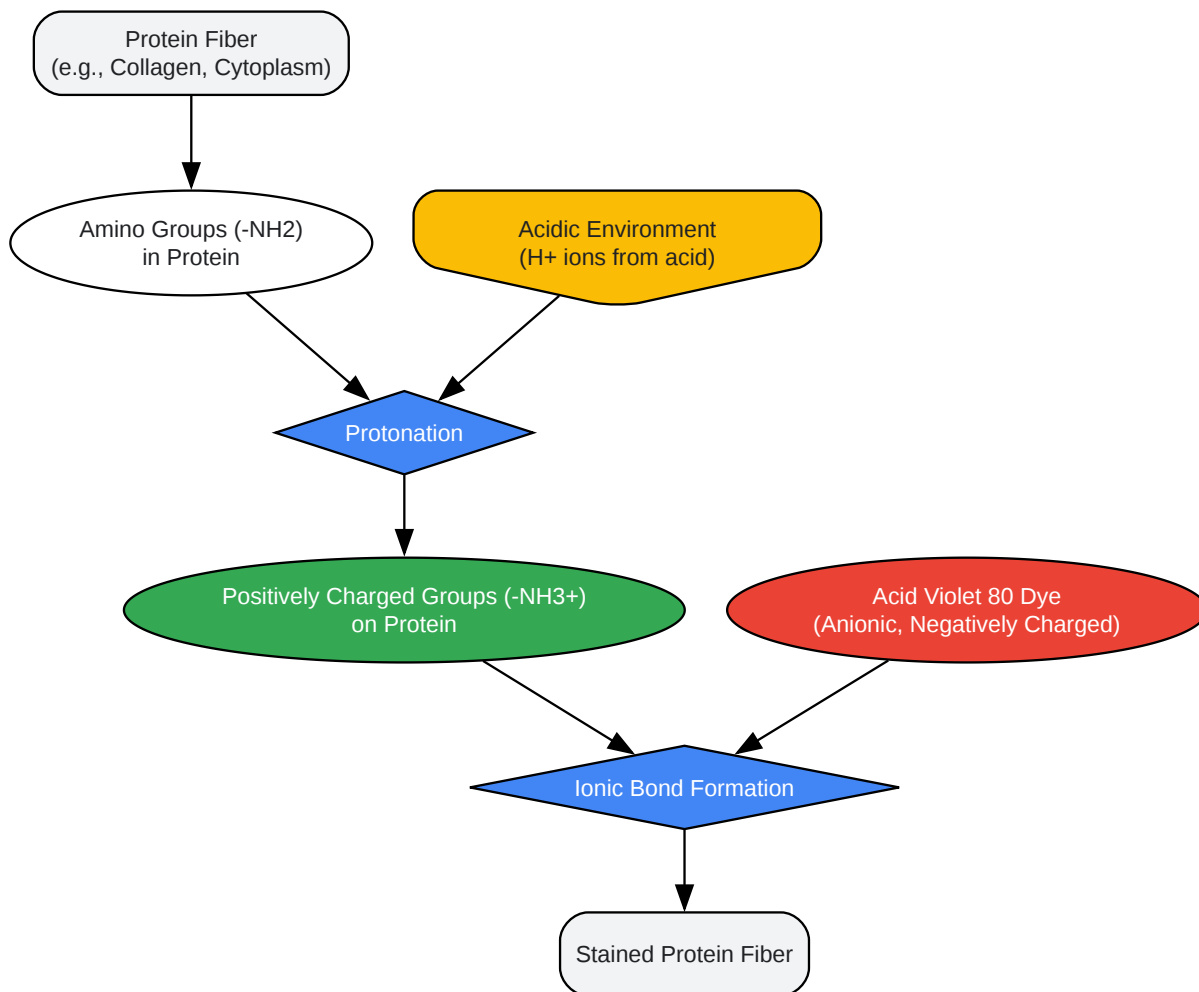 Protein Fiber
(e.g., Collagen, Cytoplasm)
Amino Groups (-NH2)
in Protein
Acidic Environment
(H+ ions from acid)
Protonation
Positively Charged Groups (-NH3+)
on Protein
Acid Violet 80 Dye
(Anionic, Negatively Charged)
Ionic Bond Formation
Stained Protein Fiber